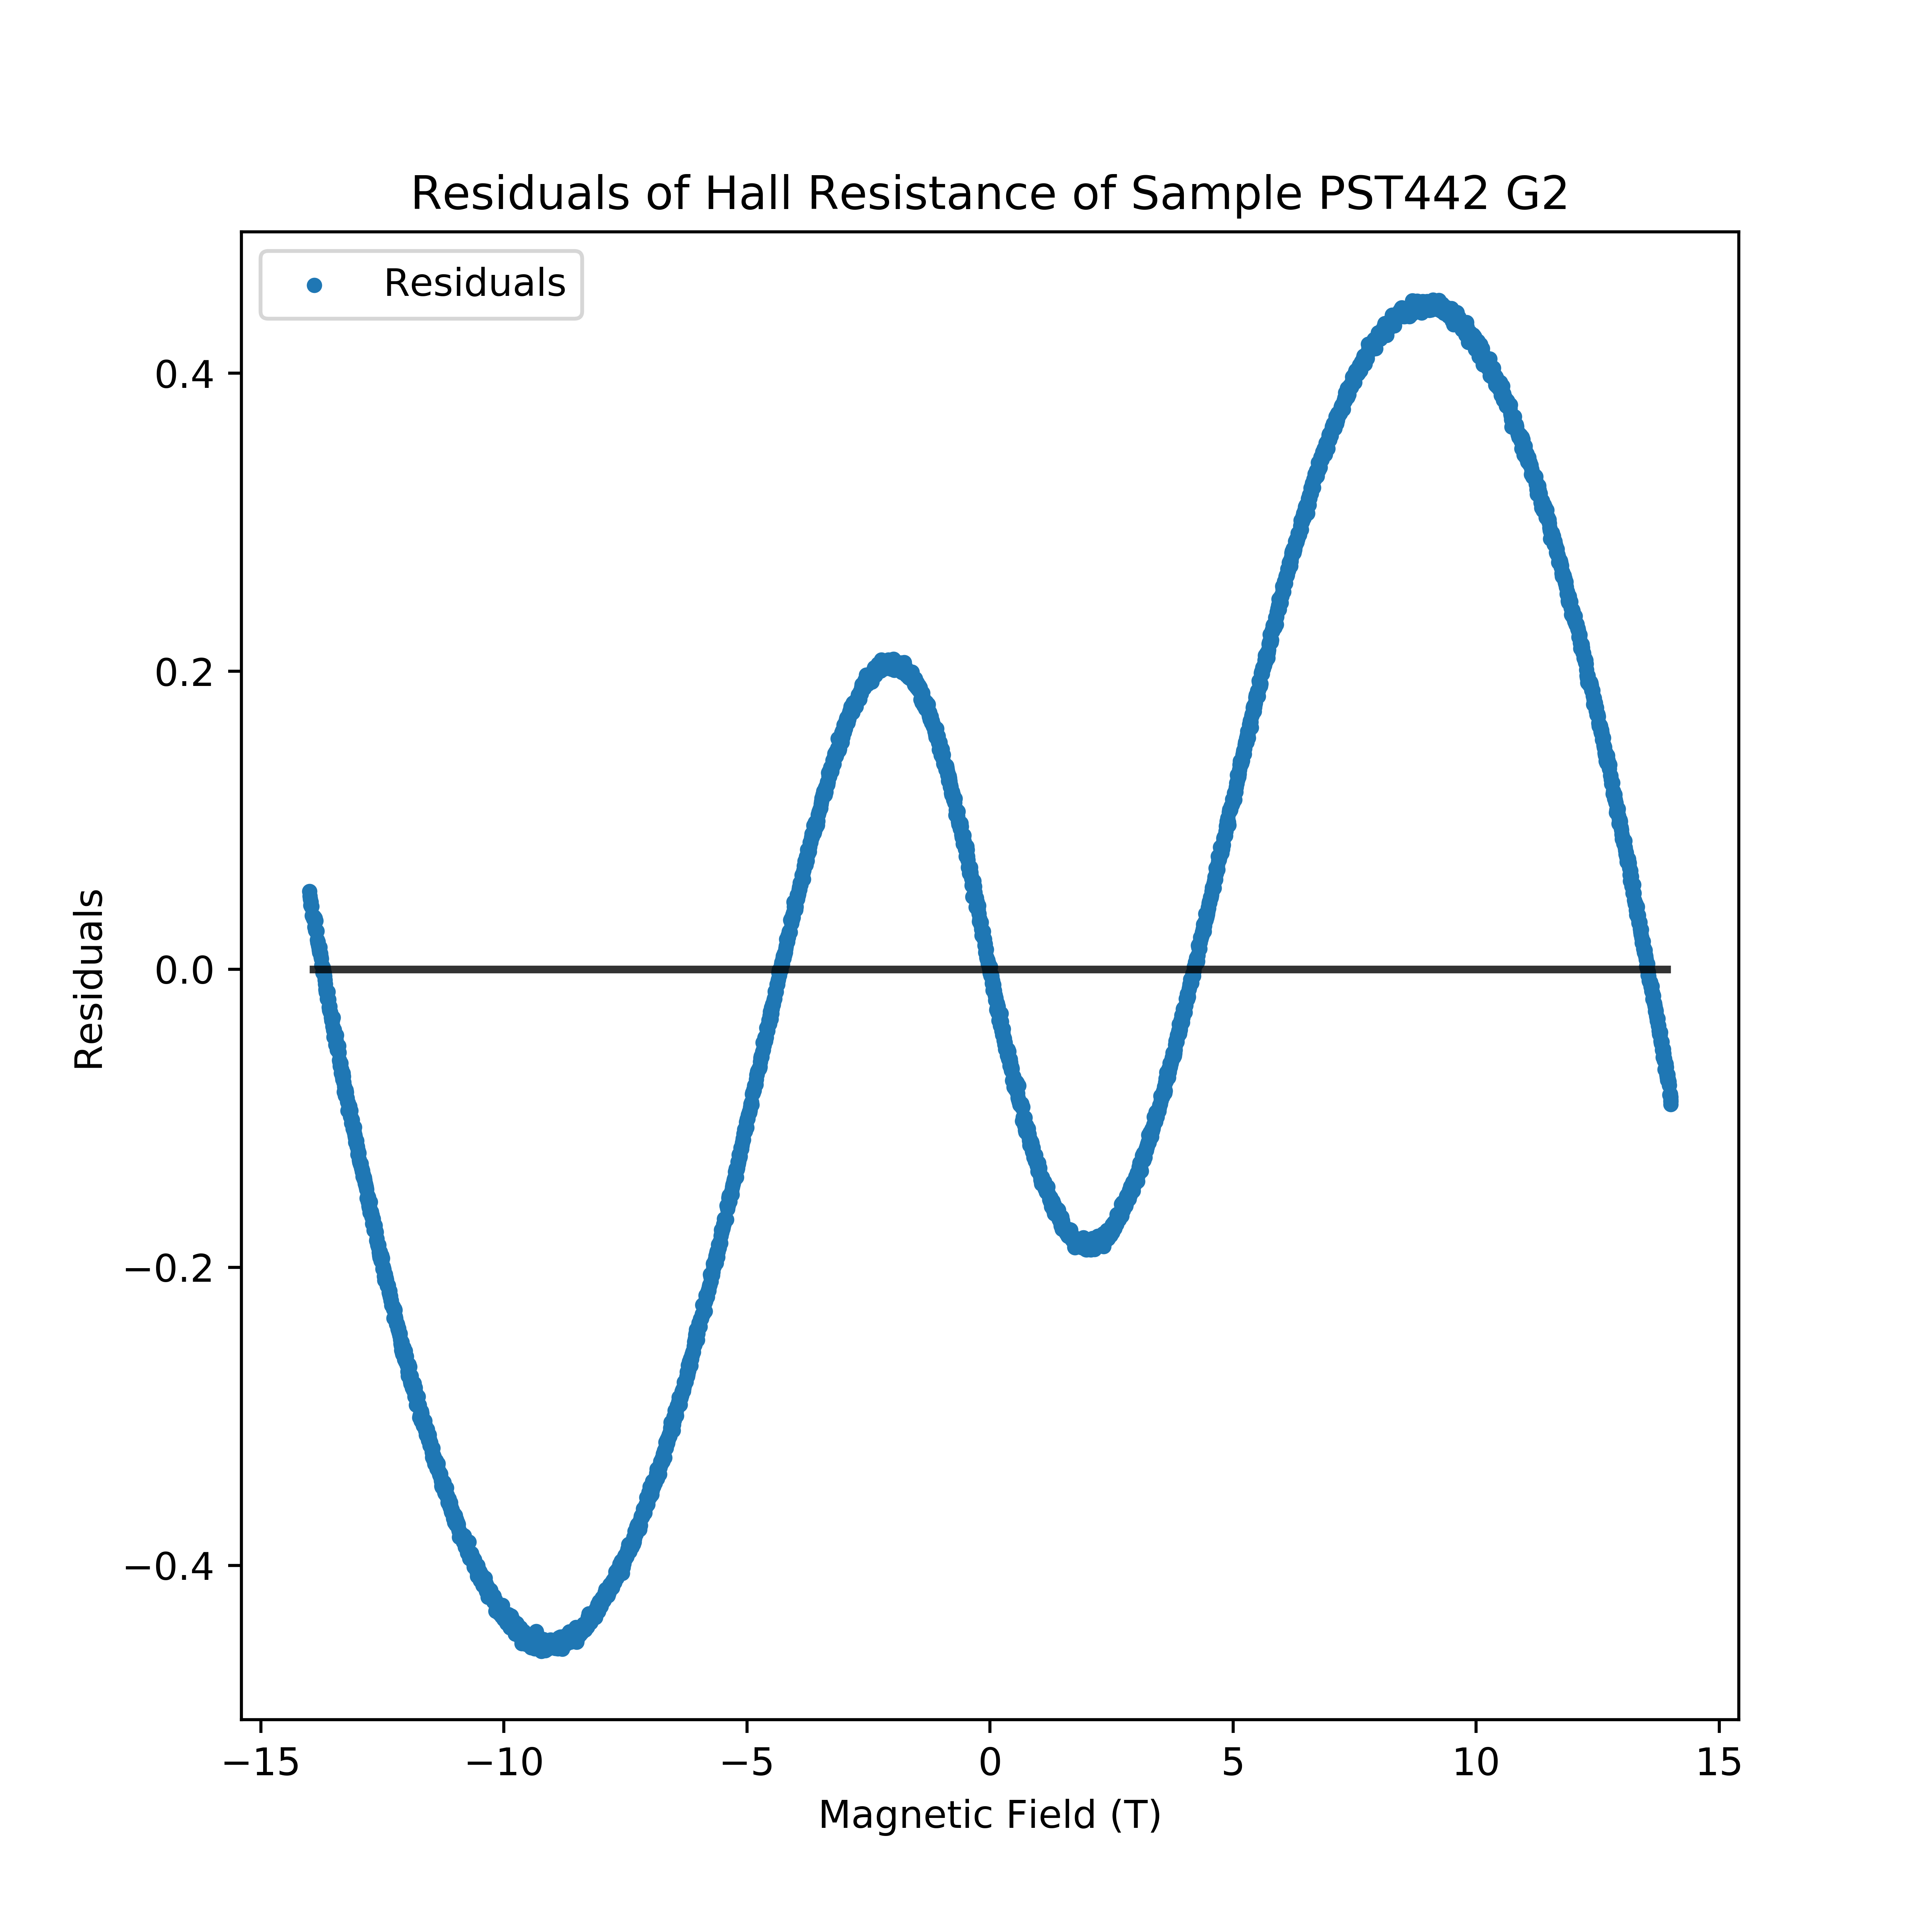 Residuals of Hall Resistance of Sample PST442 G2
Residuals
0.4
0.2
0.0
−0.2
−0.4
Residuals
−15 −10 −5 0 5 10 15
Magnetic Field (T)